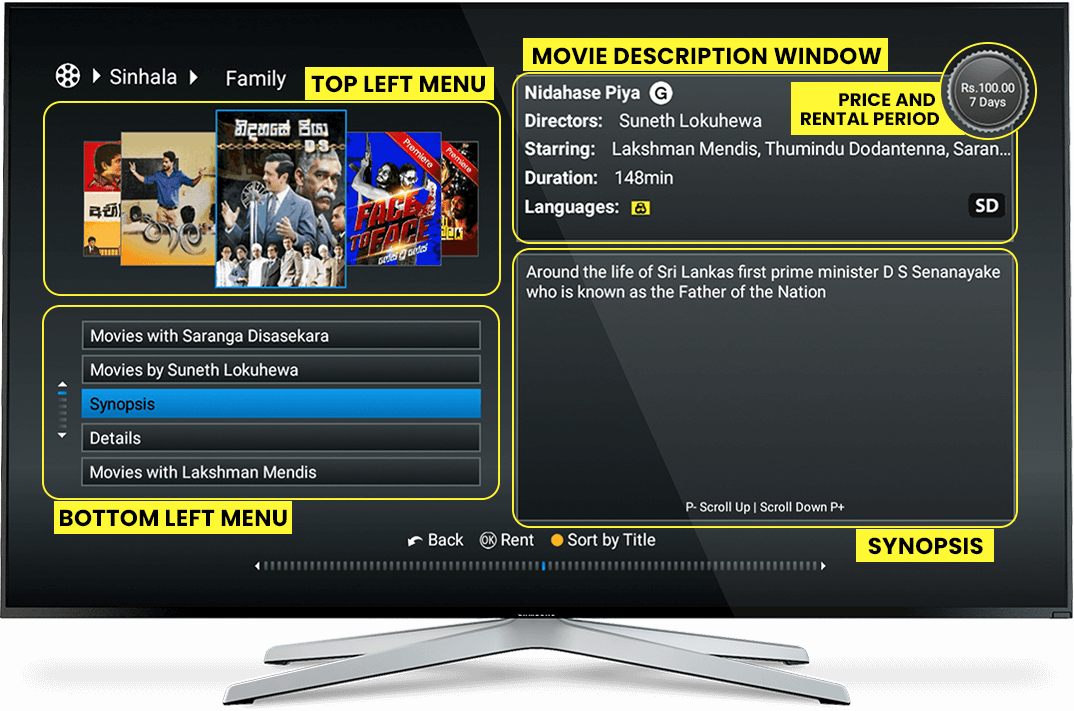 Sinhala Family
TOP LEFT MENU
MOVIE DESCRIPTION WINDOW
Nidahase Piya G
Rs.100.00
7 Days
PRICE AND
RENTAL PERIOD
Directors: Suneth Lokuhewa
Starring: Lakshman Mendis, Thumindu Dodantenna, Saran...
Duration: 148min
Languages:
SD
නිදහසේ පියා
D.S.
Premiere
Premiere
FACE
TO FACE
Around the life of Sri Lankas first prime minister D S Senanayake
who is known as the Father of the Nation
P- Scroll Up | Scroll Down P+
SYNOPSIS
Movies with Saranga Disasekara
Movies by Suneth Lokuhewa
Synopsis
Details
Movies with Lakshman Mendis
BOTTOM LEFT MENU
Back OK Rent Sort by Title